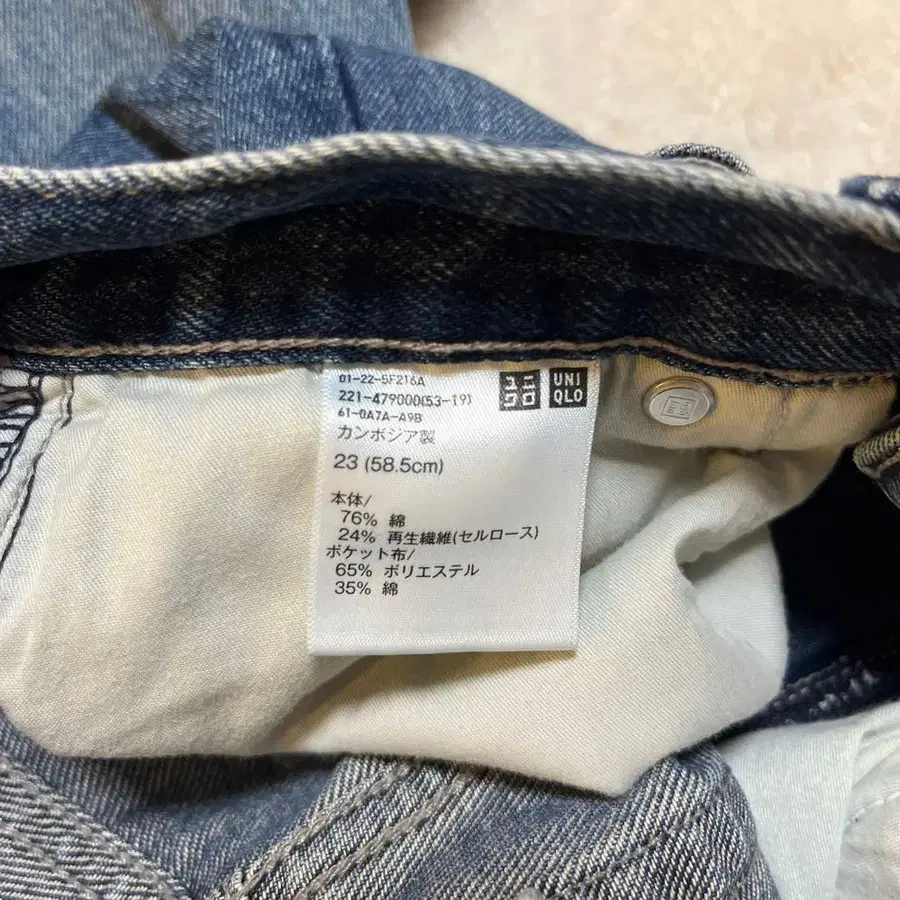 01-22-5F216A
221-479000(53-19)
61-0A7A-A9B
カンボジア製
ユニ
クロ
UNI
QLO
23 (58.5cm)
本体/
76% 綿
24% 再生繊維(セルロース)
ポケット布/
65% ポリエステル
35% 綿